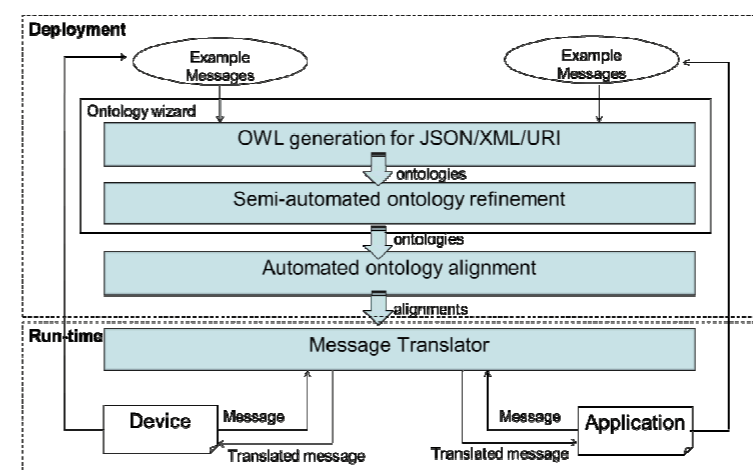 Deployment
Example
Messages
Example
Messages
Ontology wizard
OWL generation for JSON/XML/URI
ontologies
Semi-automated ontology refinement
ontologies
Automated ontology alignment
alignments
Run-time
Message Translator
Device
Message
Message
Application
Translated message
Translated message